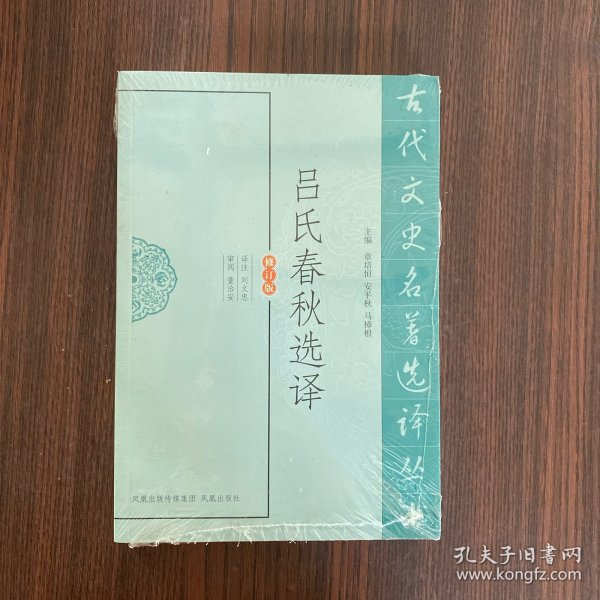 古代文史名著选译丛书
主编 章培恒 安平秋 马樟根
吕氏春秋选译
修订版
译注 刘文忠
审阅 董治安
凤凰出版传媒集团 凤凰出版社
孔夫子旧书网
www.kongfz.com